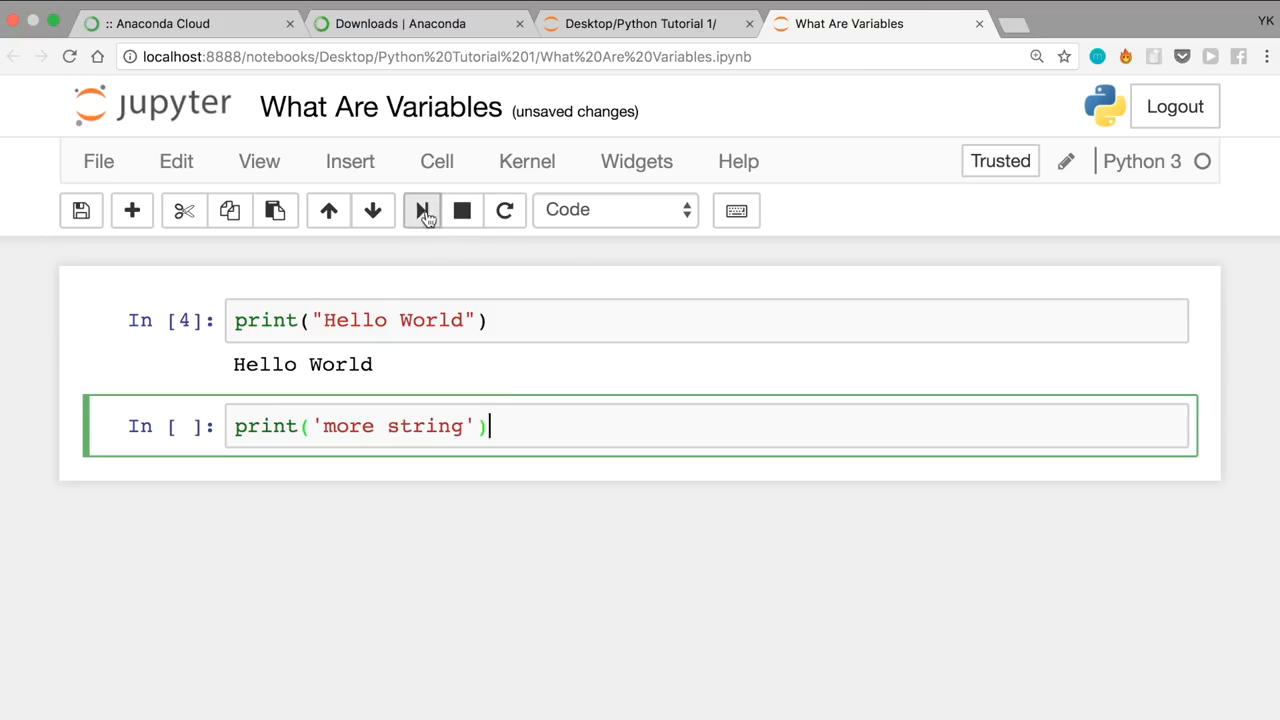 :: Anaconda Cloud
Downloads | Anaconda
Desktop/Python Tutorial 1/
What Are Variables
YK
localhost:8888/notebooks/Desktop/Python%20Tutorial%201/What%20Are%20Variables.ipynb
jupyter What Are Variables (unsaved changes) Logout
File Edit View Insert Cell Kernel Widgets Help Trusted Python 3
Code
In [4]: print("Hello World")
Hello World
In [ ]: print('more string')